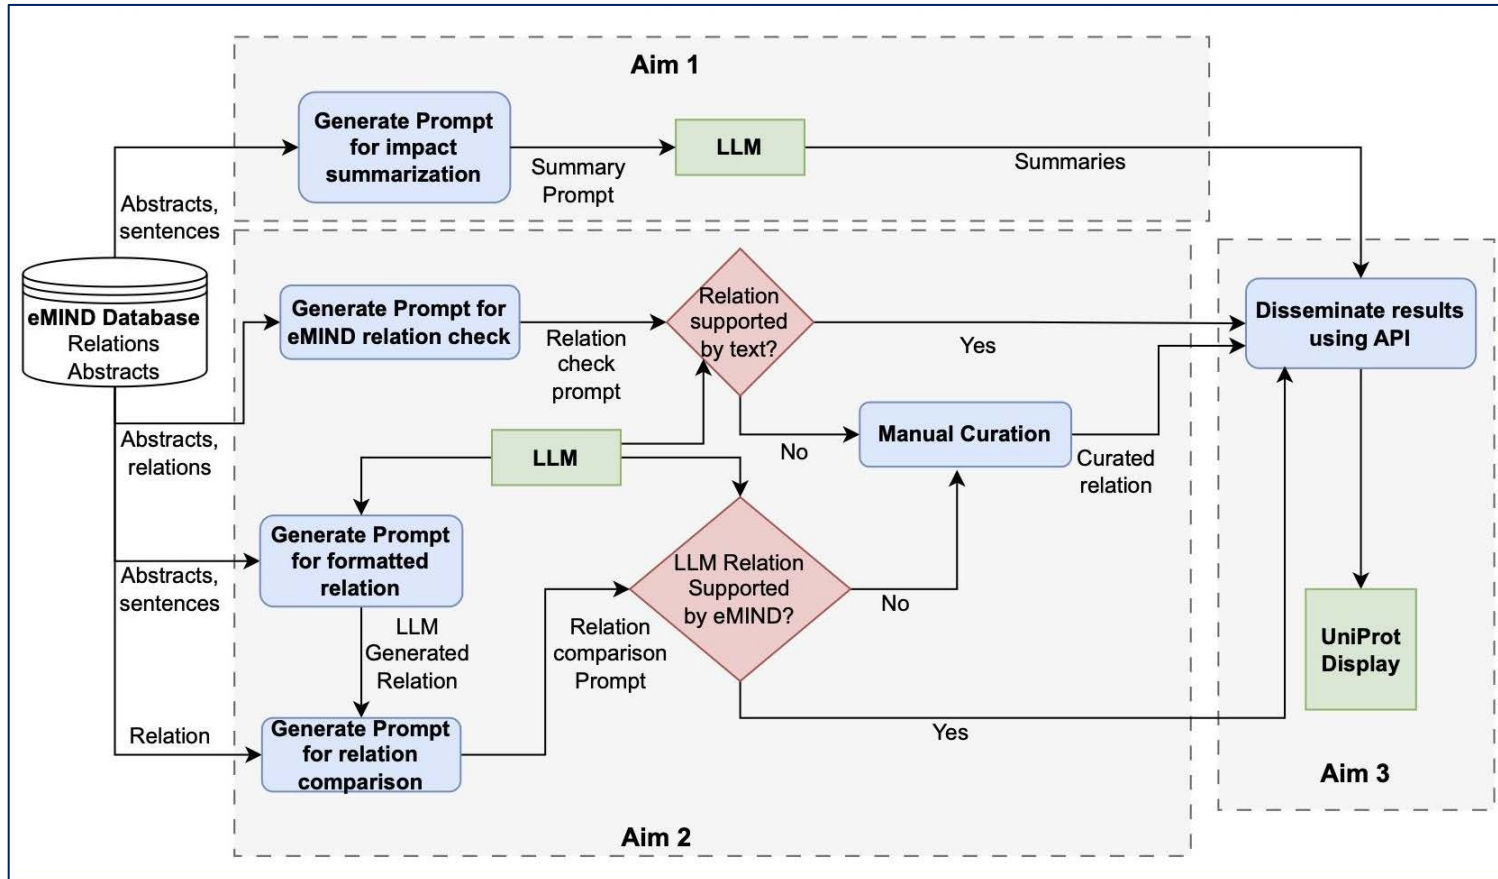 Aim 1
Generate Prompt
for impact
summarization
Summary
Prompt
LLM
Summaries
Abstracts,
sentences
eMIND Database
Relations
Abstracts
Generate Prompt for
eMIND relation check
Relation
check
prompt
Relation
supported
by text?
Yes
Disseminate results
using API
Abstracts,
relations
LLM
No
Manual Curation
Curated
relation
Generate Prompt
for formatted
relation
Abstracts,
sentences
LLM
Generated
Relation
Relation
comparison
Prompt
LLM Relation
Supported
by eMIND?
No
UniProt
Display
Relation
Generate Prompt
for relation
comparison
Yes
Aim 3
Aim 2